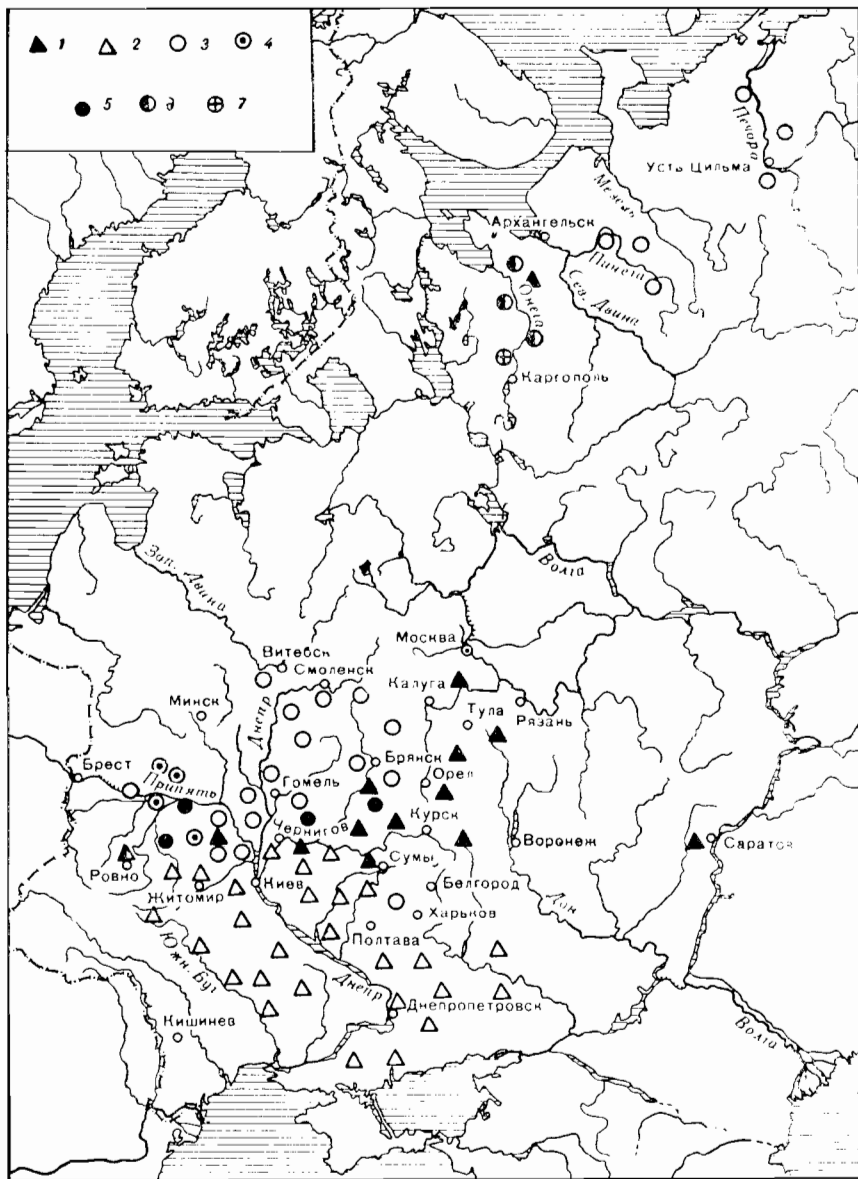 1 2 3 4
5 д 7
Печора
Усть Цильма
Мезень
Архангельск
Пинега
Онега
Сев. Двина
Каргополь
Зап. Двина
Волга
Москва
Витебск
Смоленск
Калуга
Минск
Днепр
Тула
Рязань
Брест
Припять
Брянск
Гомель
Орел
Чернигов
Курск
Воронеж
Саратов
Ровно
Сумы
Киев
Житомир
Белгород
Харьков
Дон
Полтава
Южн. Буг
Днепр
Днепропетровск
Кишинев
Волга